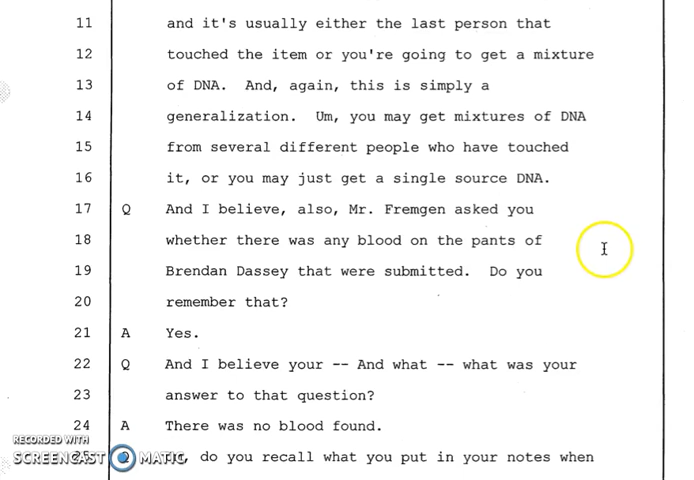 11 and it's usually either the last person that
12 touched the item or you're going to get a mixture
13 of DNA. And, again, this is simply a
14 generalization. Um, you may get mixtures of DNA
15 from several different people who have touched
16 it, or you may just get a single source DNA.
17 Q And I believe, also, Mr. Fremgen asked you
18 whether there was any blood on the pants of
19 Brendan Dassey that were submitted. Do you
20 remember that?
21 A Yes.
22 Q And I believe your -- And what -- what was your
23 answer to that question?
24 A There was no blood found.
RECORDED WITH
25 Q do you recall what you put in your notes when
SCREENCAST MATIC